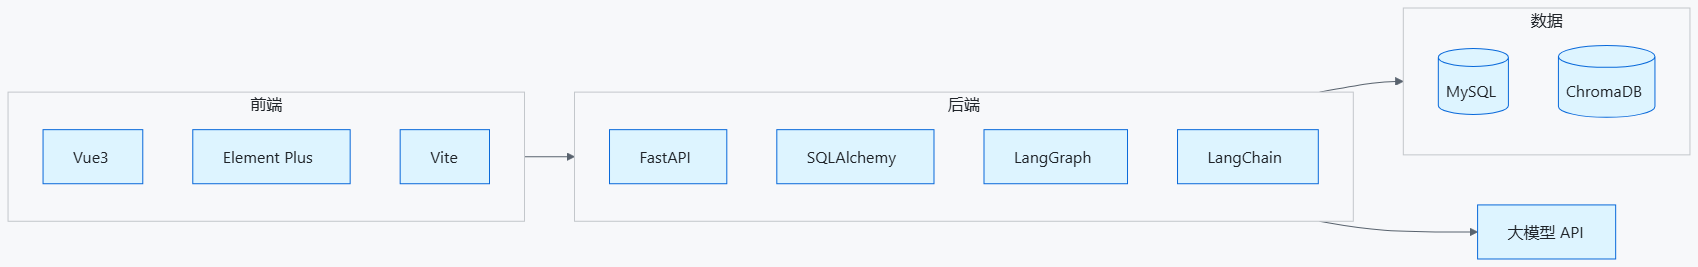 前端
Vue3
Element Plus
Vite
后端
FastAPI
SQLAlchemy
LangGraph
LangChain
数据
MySQL
ChromaDB
大模型 API